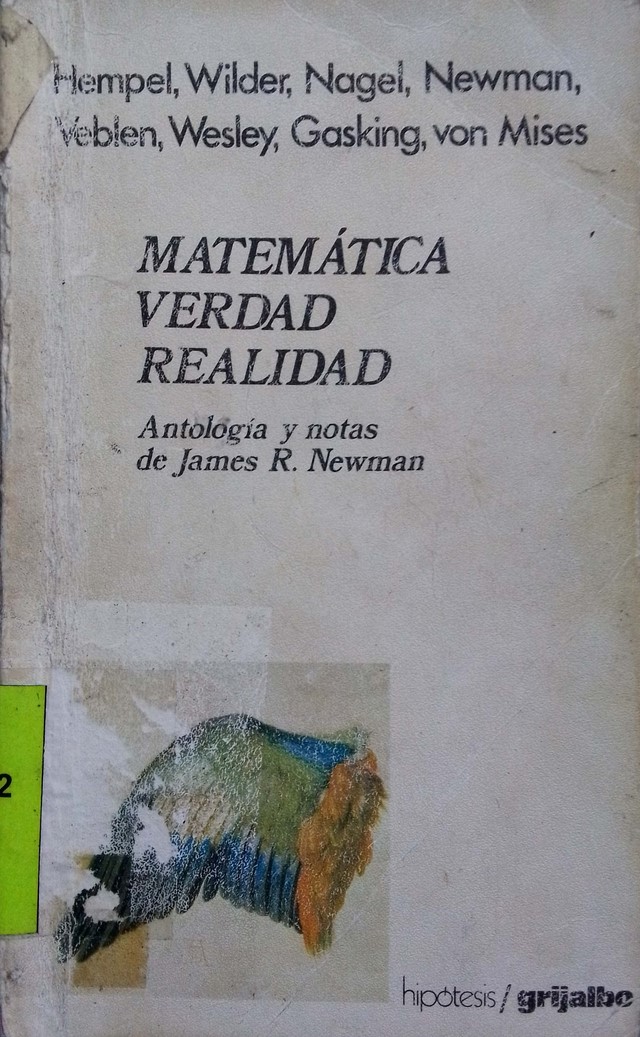 Hempel, Wilder, Nagel, Newman,
Veblen, Wesley, Gasking, von Mises
MATEMÁTICA
VERDAD
REALIDAD
Antología y notas
de James R. Newman
2
hipótesis/grijalbo